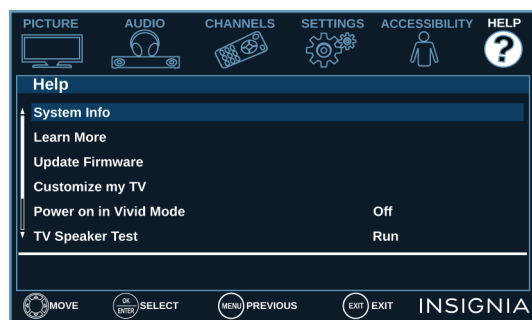 PICTURE AUDIO CHANNELS SETTINGS ACCESSIBILITY HELP
?
Help
System Info
Learn More
Update Firmware
Customize my TV
Power on in Vivid Mode Off
TV Speaker Test Run
MOVE OK ENTER SELECT MENU PREVIOUS EXIT EXIT INSIGNIA